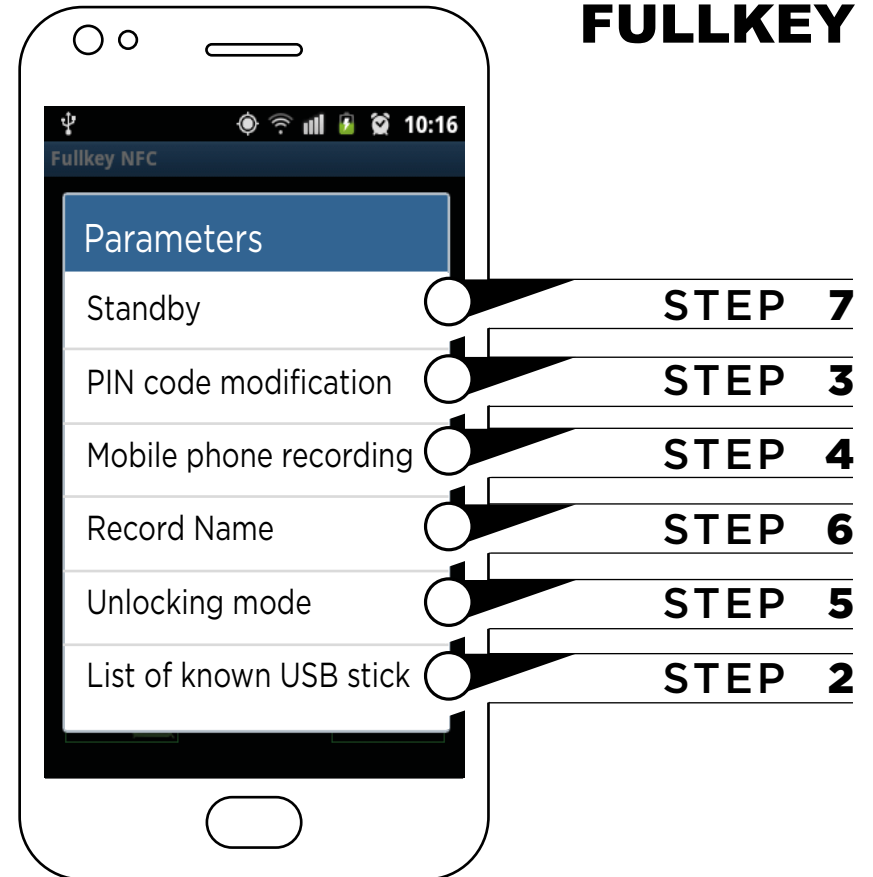 FULLKEY
10:16
Fullkey NFC
Parameters
Standby STEP 7
PIN code modification STEP 3
Mobile phone recording STEP 4
Record Name STEP 6
Unlocking mode STEP 5
List of known USB stick STEP 2